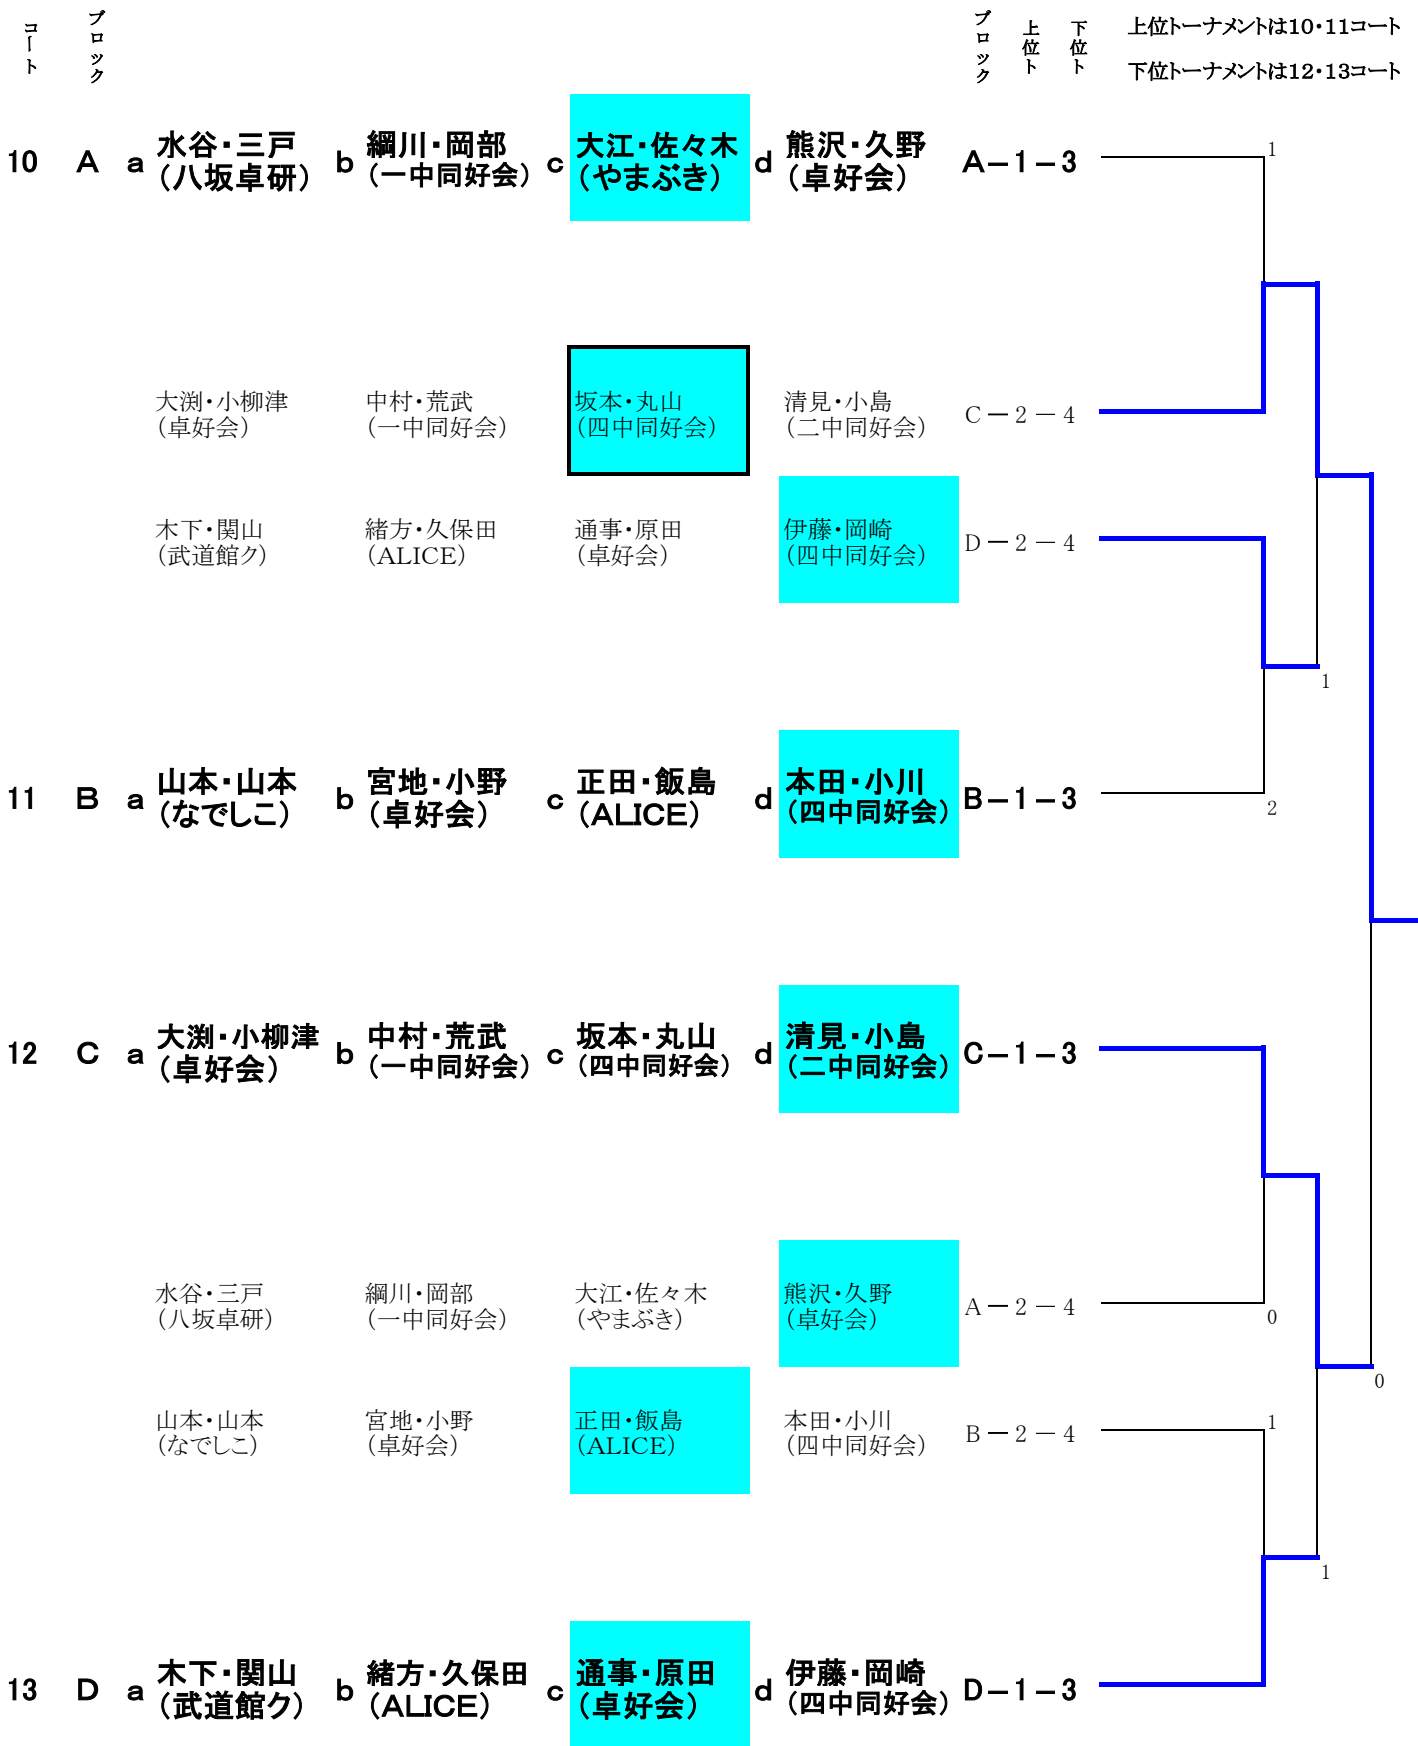 コート ブロック ブロック 上位ト 下位ト 上位トーナメントは10・11コート
下位トーナメントは12・13コート
10 A a 水谷・三戸 b 綱川・岡部 c 大江・佐々木 d 熊沢・久野 A－1－3 1
（八坂卓研） （一中同好会） （やまぶき） （卓好会）
大渕・小柳津 中村・荒武 坂本・丸山 清見・小島 C－2－4
（卓好会） （一中同好会） （四中同好会） （二中同好会）
木下・関山 緒方・久保田 通事・原田 伊藤・岡崎 D－2－4
（武道館ク） （ALICE） （卓好会） （四中同好会）
1
11 B a 山本・山本 b 宮地・小野 c 正田・飯島 d 本田・小川 B－1－3 2
（なでしこ） （卓好会） （ALICE） （四中同好会）
12 C a 大渕・小柳津 b 中村・荒武 c 坂本・丸山 d 清見・小島 C－1－3
（卓好会） （一中同好会） （四中同好会） （二中同好会）
水谷・三戸 綱川・岡部 大江・佐々木 熊沢・久野 A－2－4 0
（八坂卓研） （一中同好会） （やまぶき） （卓好会）
0
山本・山本 宮地・小野 正田・飯島 本田・小川 B－2－4 1
（なでしこ） （卓好会） （ALICE） （四中同好会）
1
13 D a 木下・関山 b 緒方・久保田 c 通事・原田 d 伊藤・岡崎 D－1－3
（武道館ク） （ALICE） （卓好会） （四中同好会）